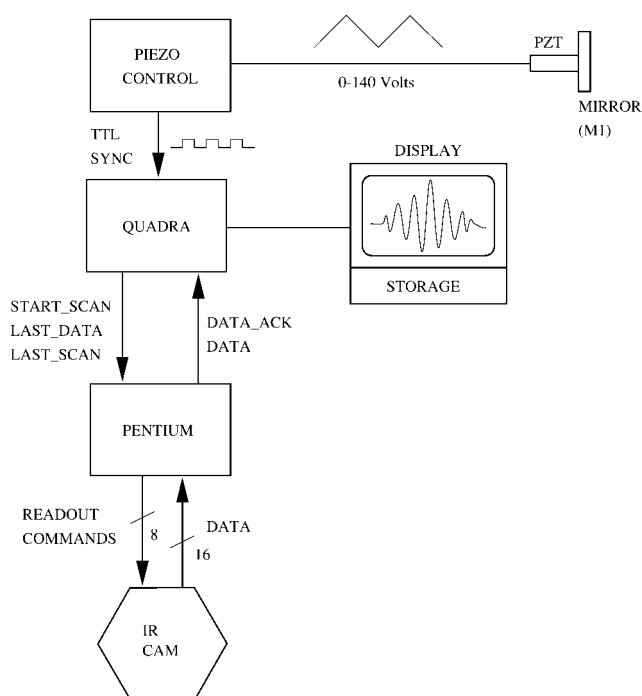 PIEZO
CONTROL
PZT
0-140 Volts
MIRROR
(M1)
TTL
SYNC
DISPLAY
QUADRA
STORAGE
START_SCAN
LAST_DATA
LAST_SCAN
DATA_ACK
DATA
PENTIUM
READOUT
COMMANDS
8
DATA
16
IR
CAM